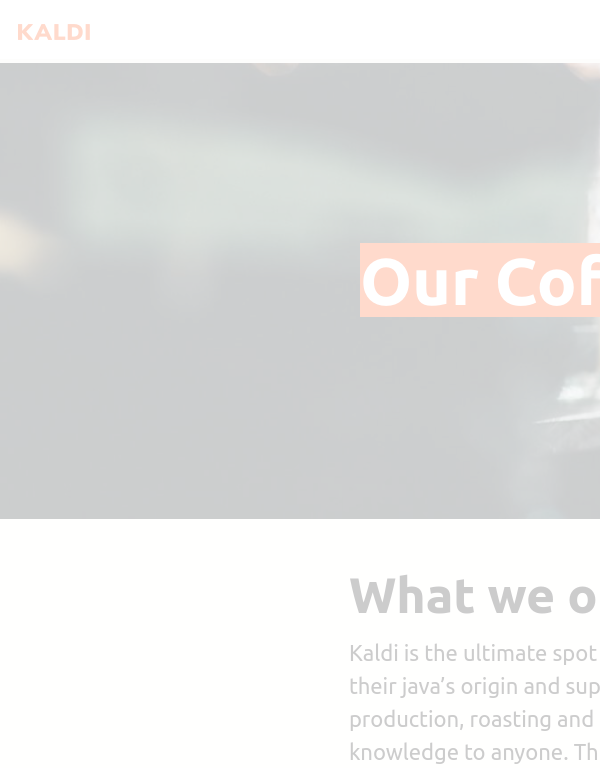 KALDI
Our Cof
What we o
Kaldi is the ultimate spot
their java’s origin and sup
production, roasting and
knowledge to anyone. Th